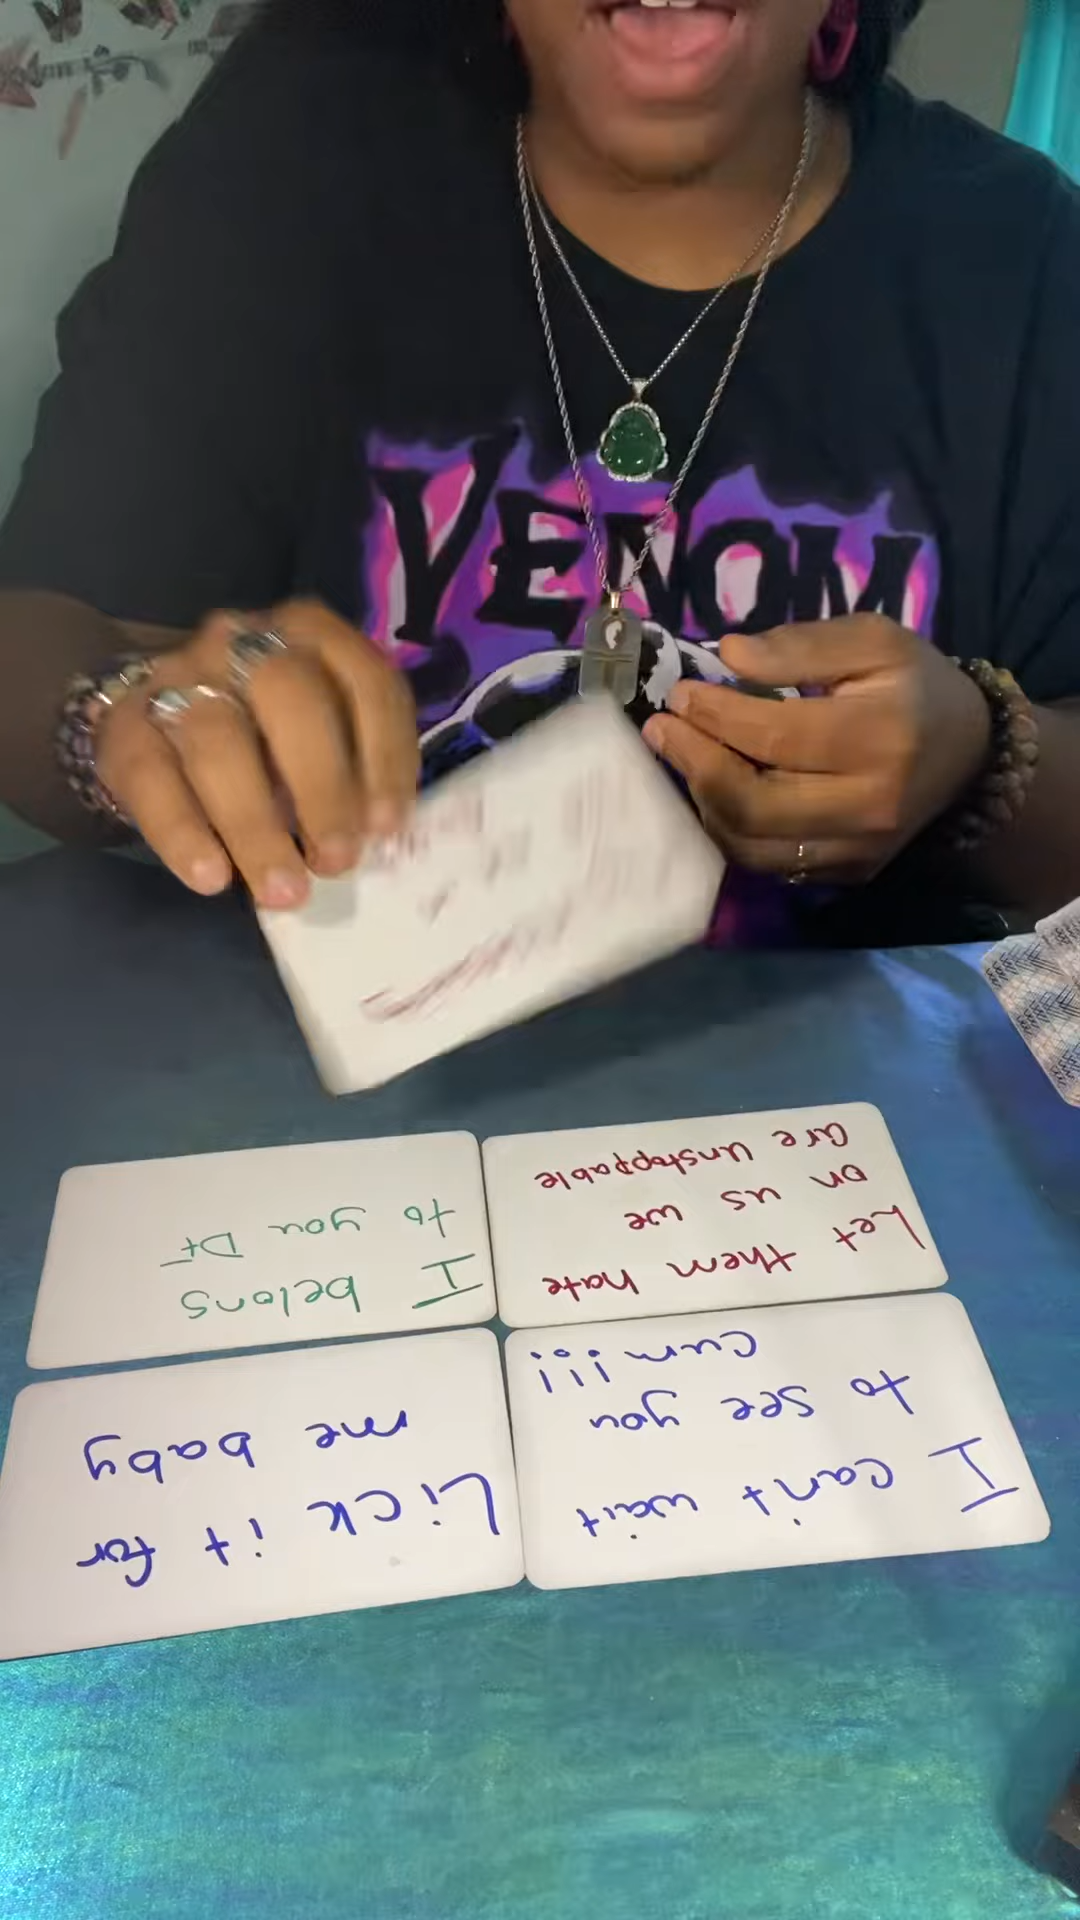 VENOM
I belong
to you DF
Let them hate
on us we
are unstoppable
Lick it for
me baby
I can't wait
to see you
cum !!!